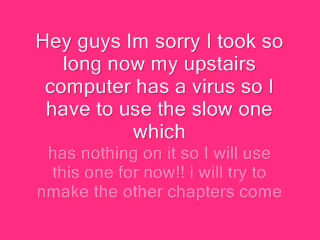 Hey guys Im sorry I took so
long now my upstairs
computer has a virus so I
have to use the slow one
which
has nothing on it so I will use
this one for now!! i will try to
nmake the other chapters come